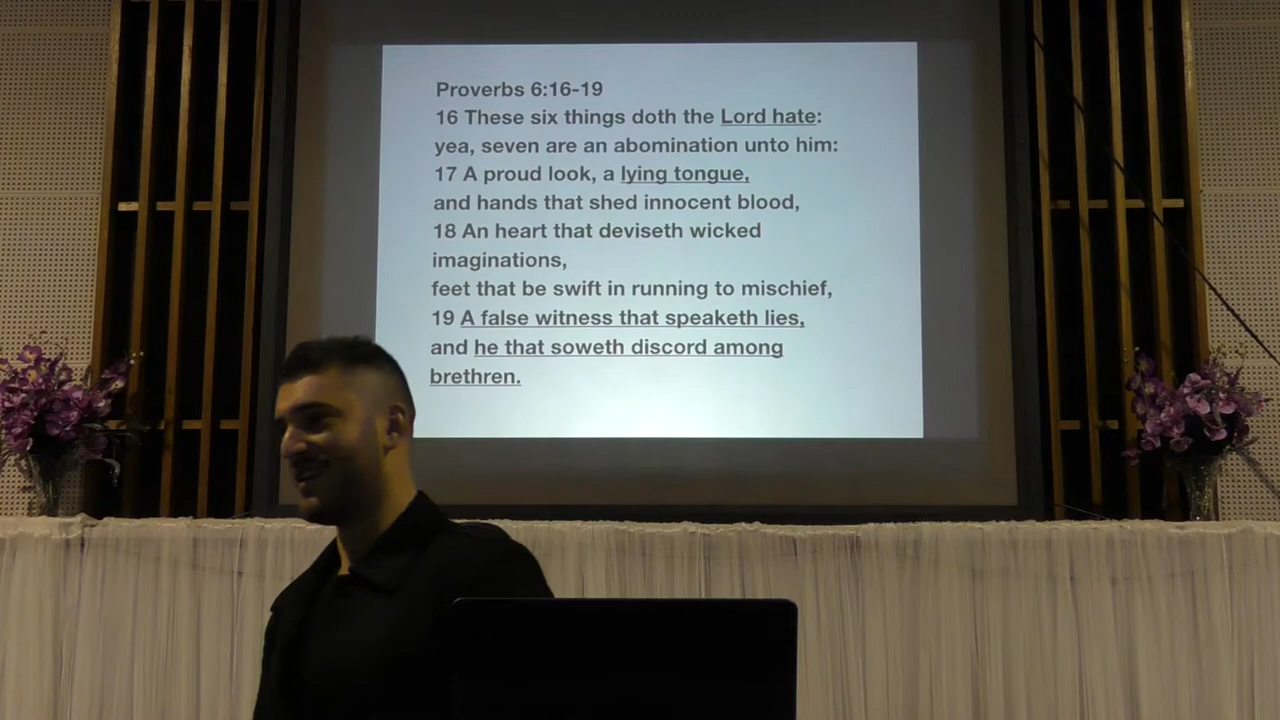 Proverbs 6:16-19
16 These six things doth the Lord hate:
yea, seven are an abomination unto him:
17 A proud look, a lying tongue,
and hands that shed innocent blood,
18 An heart that deviseth wicked
imaginations,
feet that be swift in running to mischief,
19 A false witness that speaketh lies,
and he that soweth discord among
brethren.